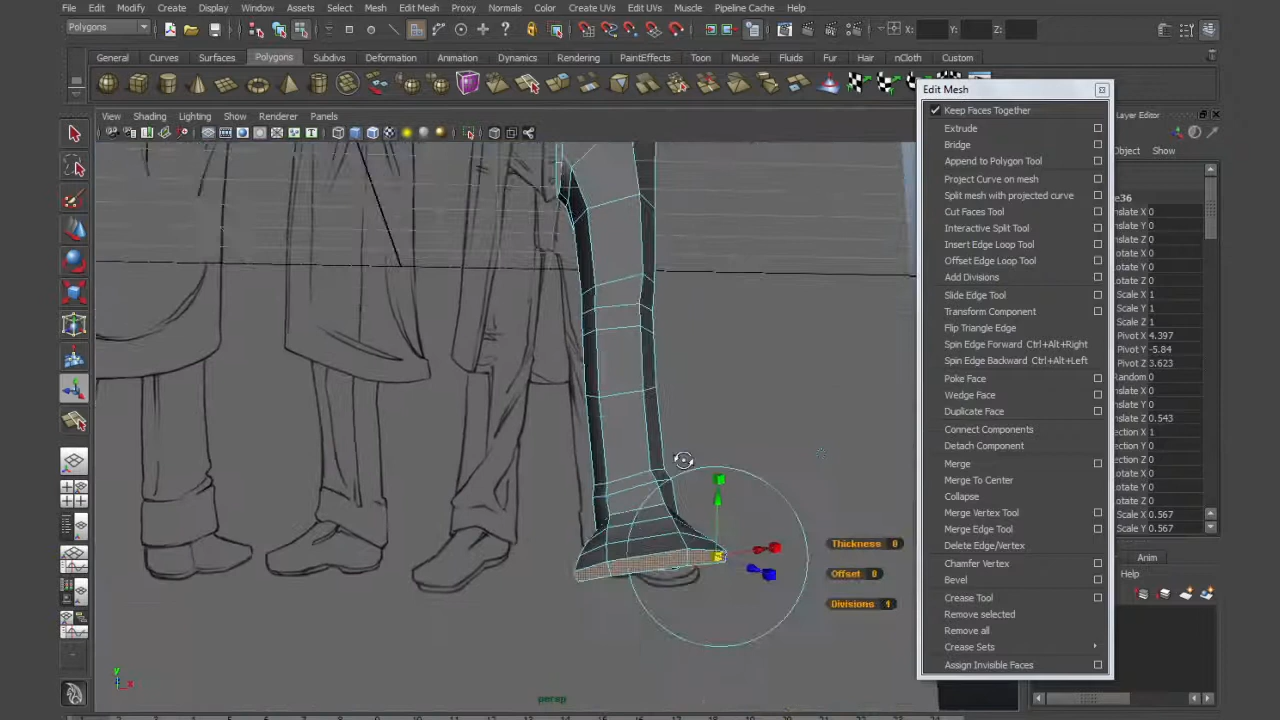 File Edit Modify Create Display Window Assets Select Mesh Edit Mesh Proxy Normals Color Create UVs Edit UVs Muscle Pipeline Cache Help
Polygons
X: Y: Z:
General Curves Surfaces Polygons Subdivs Deformation Animation Dynamics Rendering PaintEffects Toon Muscle Fluids Fur Hair nCloth Custom
View Shading Lighting Show Renderer Panels
Edit Mesh
Keep Faces Together
Extrude
Bridge
Append to Polygon Tool
Project Curve on mesh
Split mesh with projected curve
Cut Faces Tool
Interactive Split Tool
Insert Edge Loop Tool
Offset Edge Loop Tool
Add Divisions
Slide Edge Tool
Transform Component
Flip Triangle Edge
Spin Edge Forward Ctrl+Alt+Right
Spin Edge Backward Ctrl+Alt+Left
Poke Face
Wedge Face
Duplicate Face
Connect Components
Detach Component
Merge
Merge To Center
Collapse
Merge Vertex Tool
Merge Edge Tool
Delete Edge/Vertex
Chamfer Vertex
Bevel
Crease Tool
Remove selected
Remove all
Crease Sets
Assign Invisible Faces
Layer Editor
Object Show
e36
nslate X 0
nslate Y 0
nslate Z 0
Rotate X 0
Rotate Y 0
Rotate Z 0
Scale X 1
Scale Y 1
Scale Z 1
Pivot X 4.397
Pivot Y -5.84
Pivot Z 3.623
Random 0
nslate X 0
nslate Y 0
nslate Z 0.543
ection X 1
ection Y 0
ection Z 0
Rotate X 0
Rotate Y 0
Rotate Z 0
Scale X 0.567
Scale Y 0.567
Anim
Help
Thickness 0
Offset 0
Divisions 1
persp
y
x